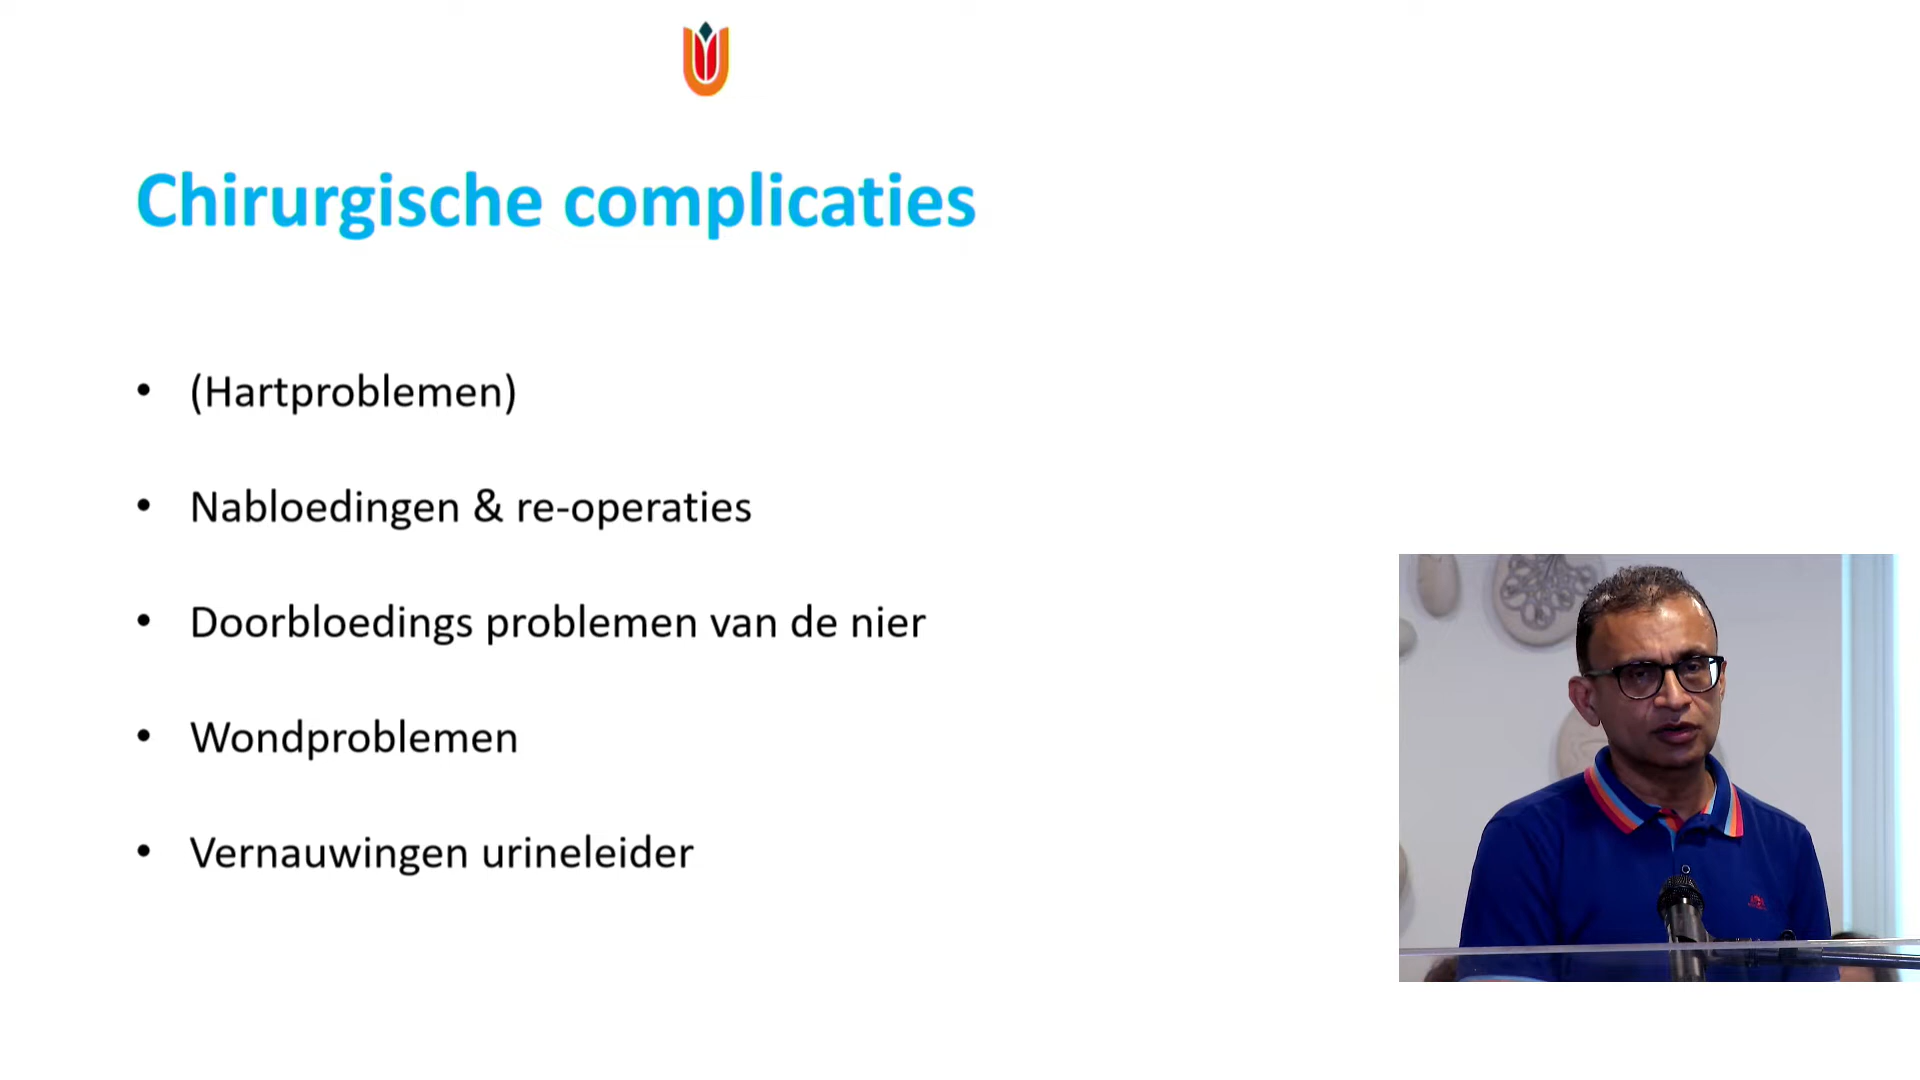 Chirurgische complicaties
• (Hartproblemen)
• Nabloedingen & re-operaties
• Doorbloedings problemen van de nier
• Wondproblemen
• Vernauwingen urineleider